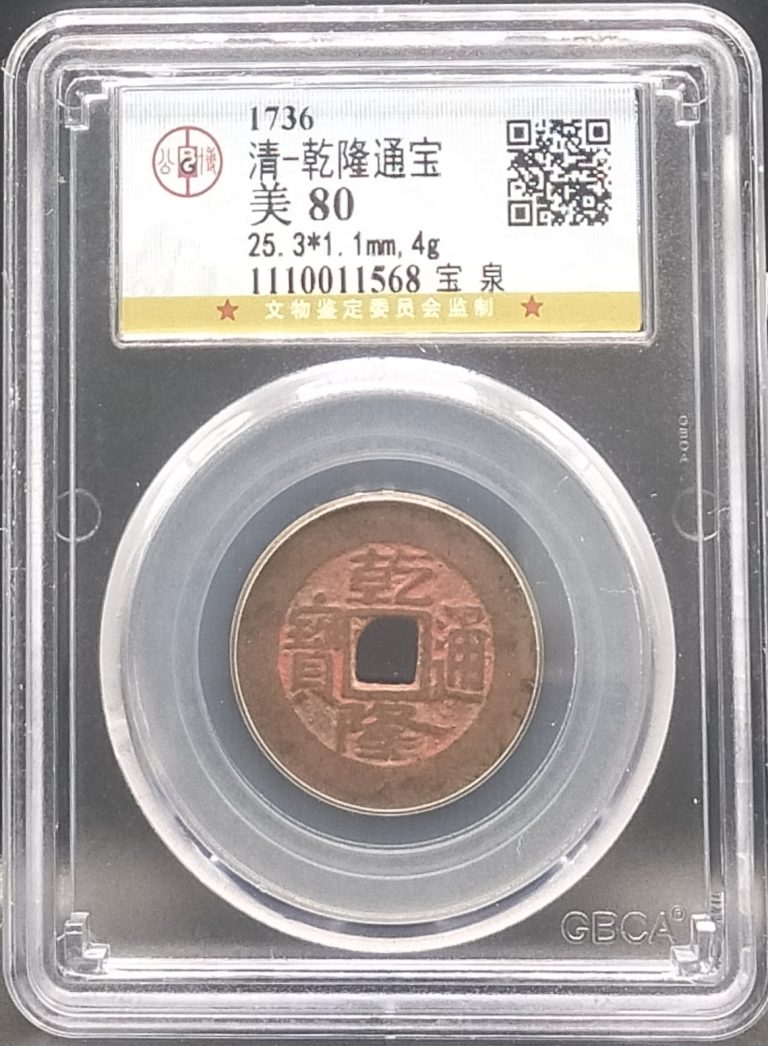 1736
清-乾隆通宝
美 80
25.3*1.1mm, 4g
1110011568 宝 泉
★ 文物鉴定委员会监制 ★
乾
寶 通
隆
GBCA®